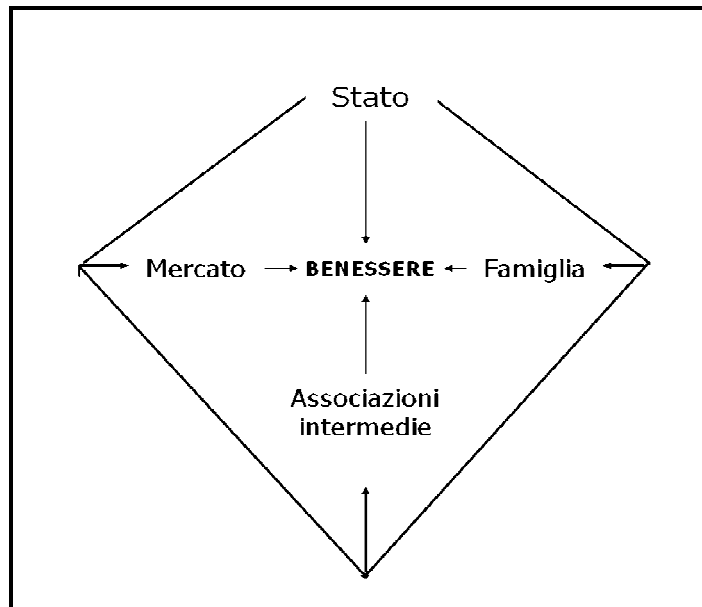 Stato
Mercato BENESSERE Famiglia
Associazioni
intermedie